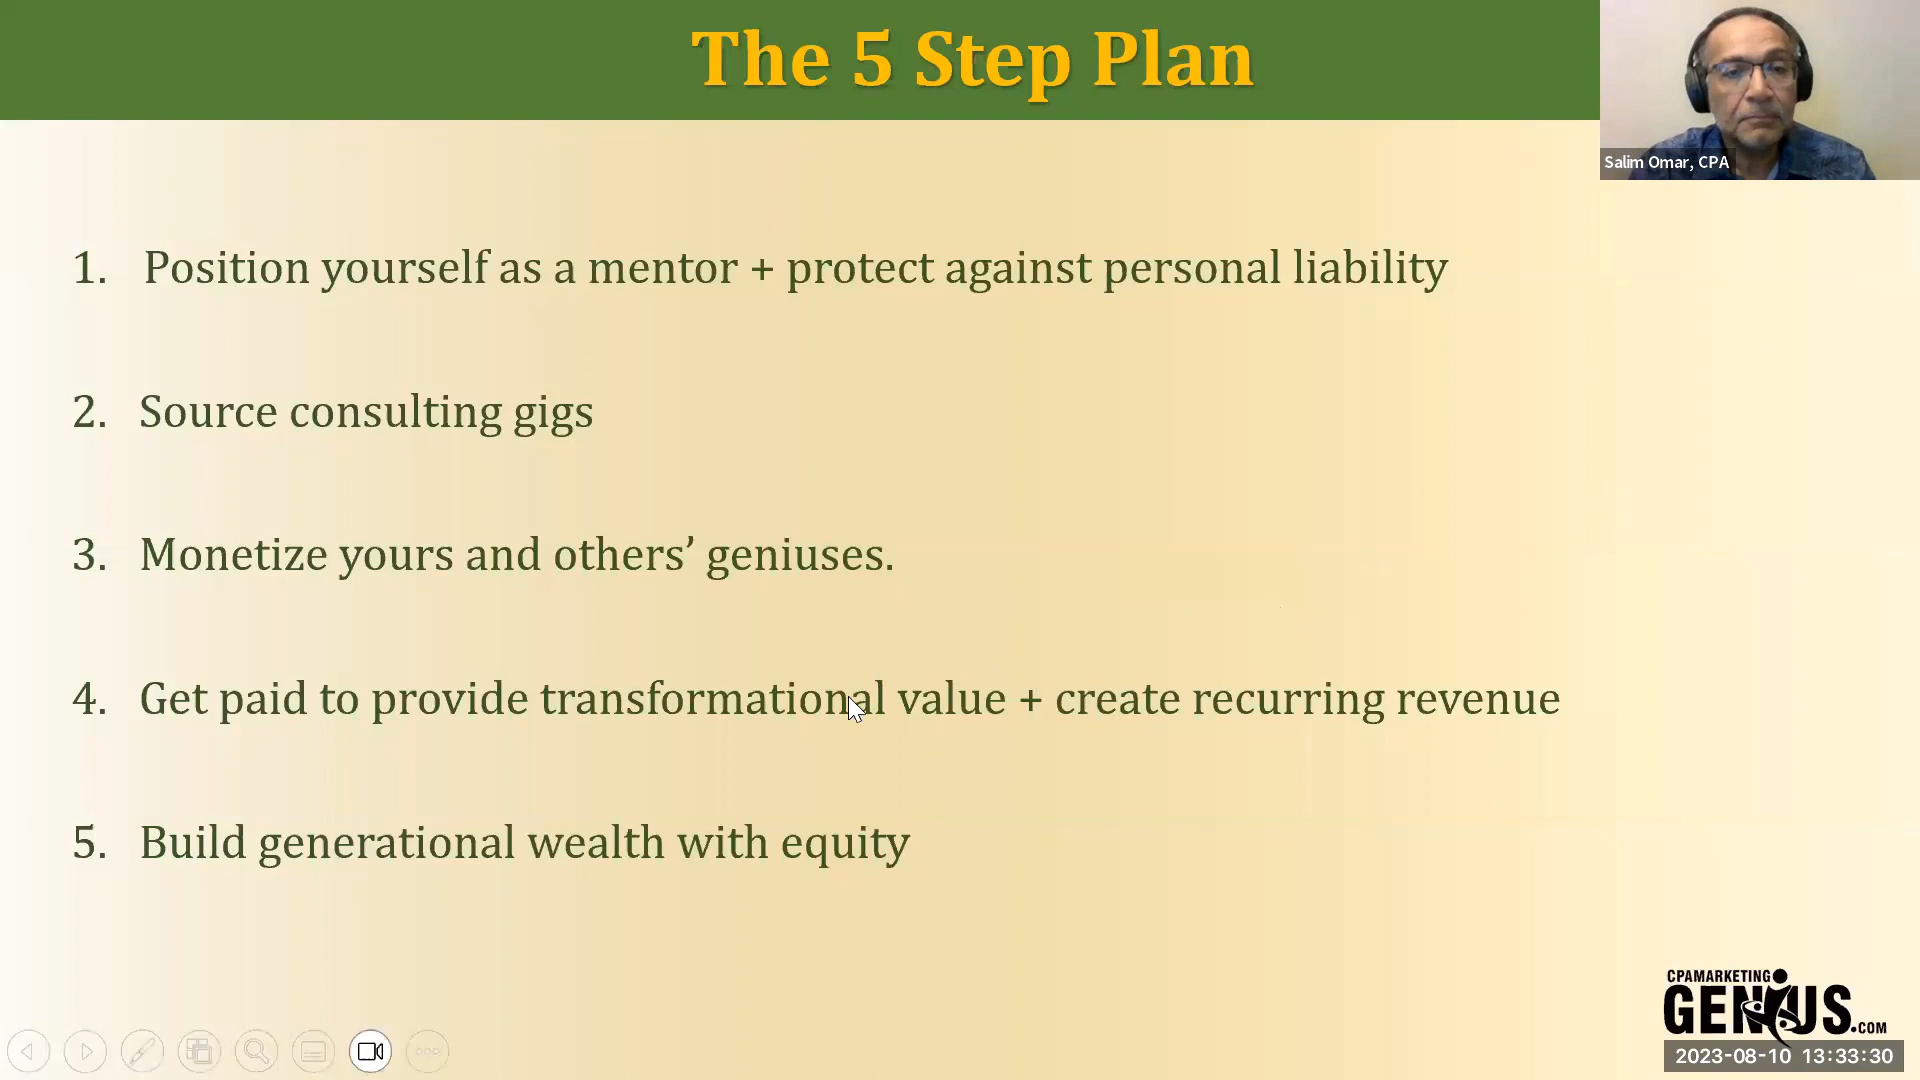 The 5 Step Plan
Salim Omar, CPA
1. Position yourself as a mentor + protect against personal liability
2. Source consulting gigs
3. Monetize yours and others’ geniuses.
4. Get paid to provide transformational value + create recurring revenue
5. Build generational wealth with equity
CPAMARKETING
GENIUS.COM
2023-08-10 13:33:30